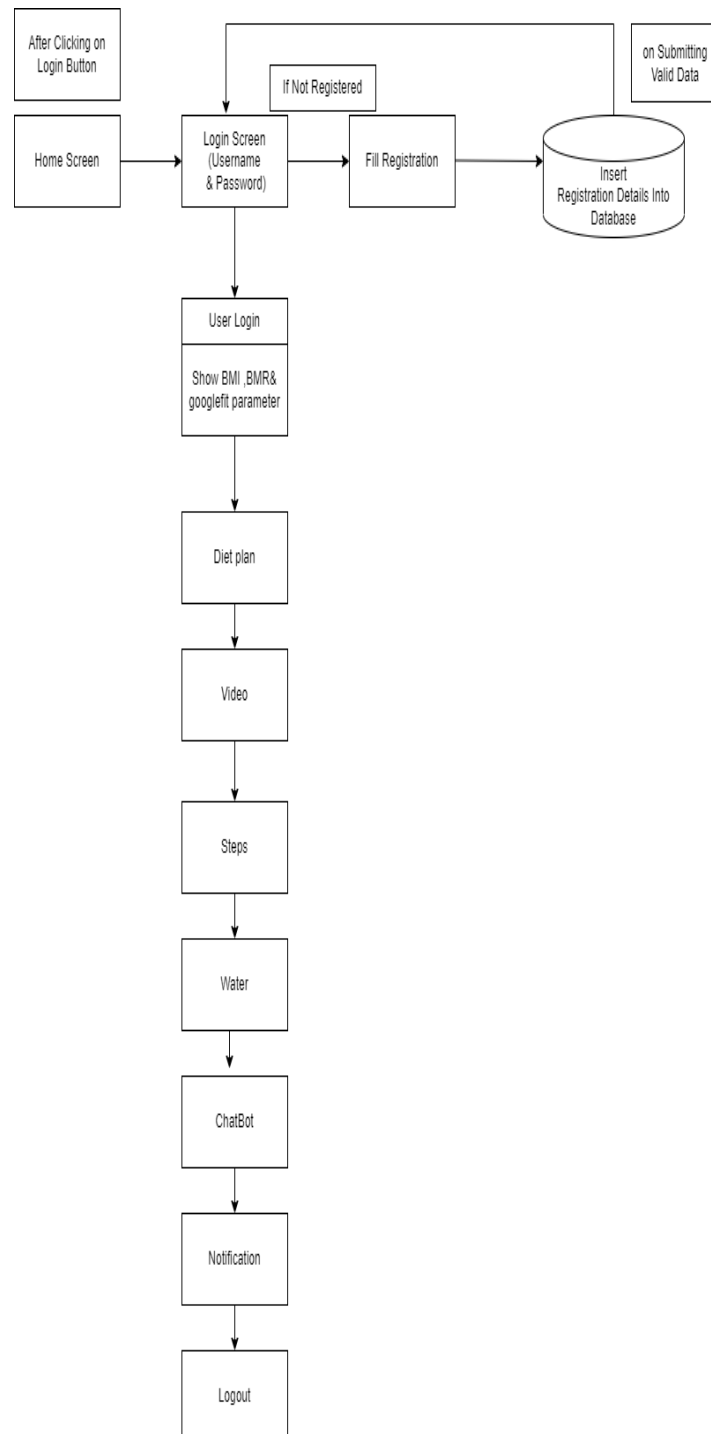 After Clicking on
Login Button
on Submitting
Valid Data
If Not Registered
Home Screen
Login Screen
(Username
& Password)
Fill Registration
Insert
Registration Details Into
Database
User Login
Show BMI ,BMR&
googlefit parameter
Diet plan
Video
Steps
Water
ChatBot
Notification
Logout